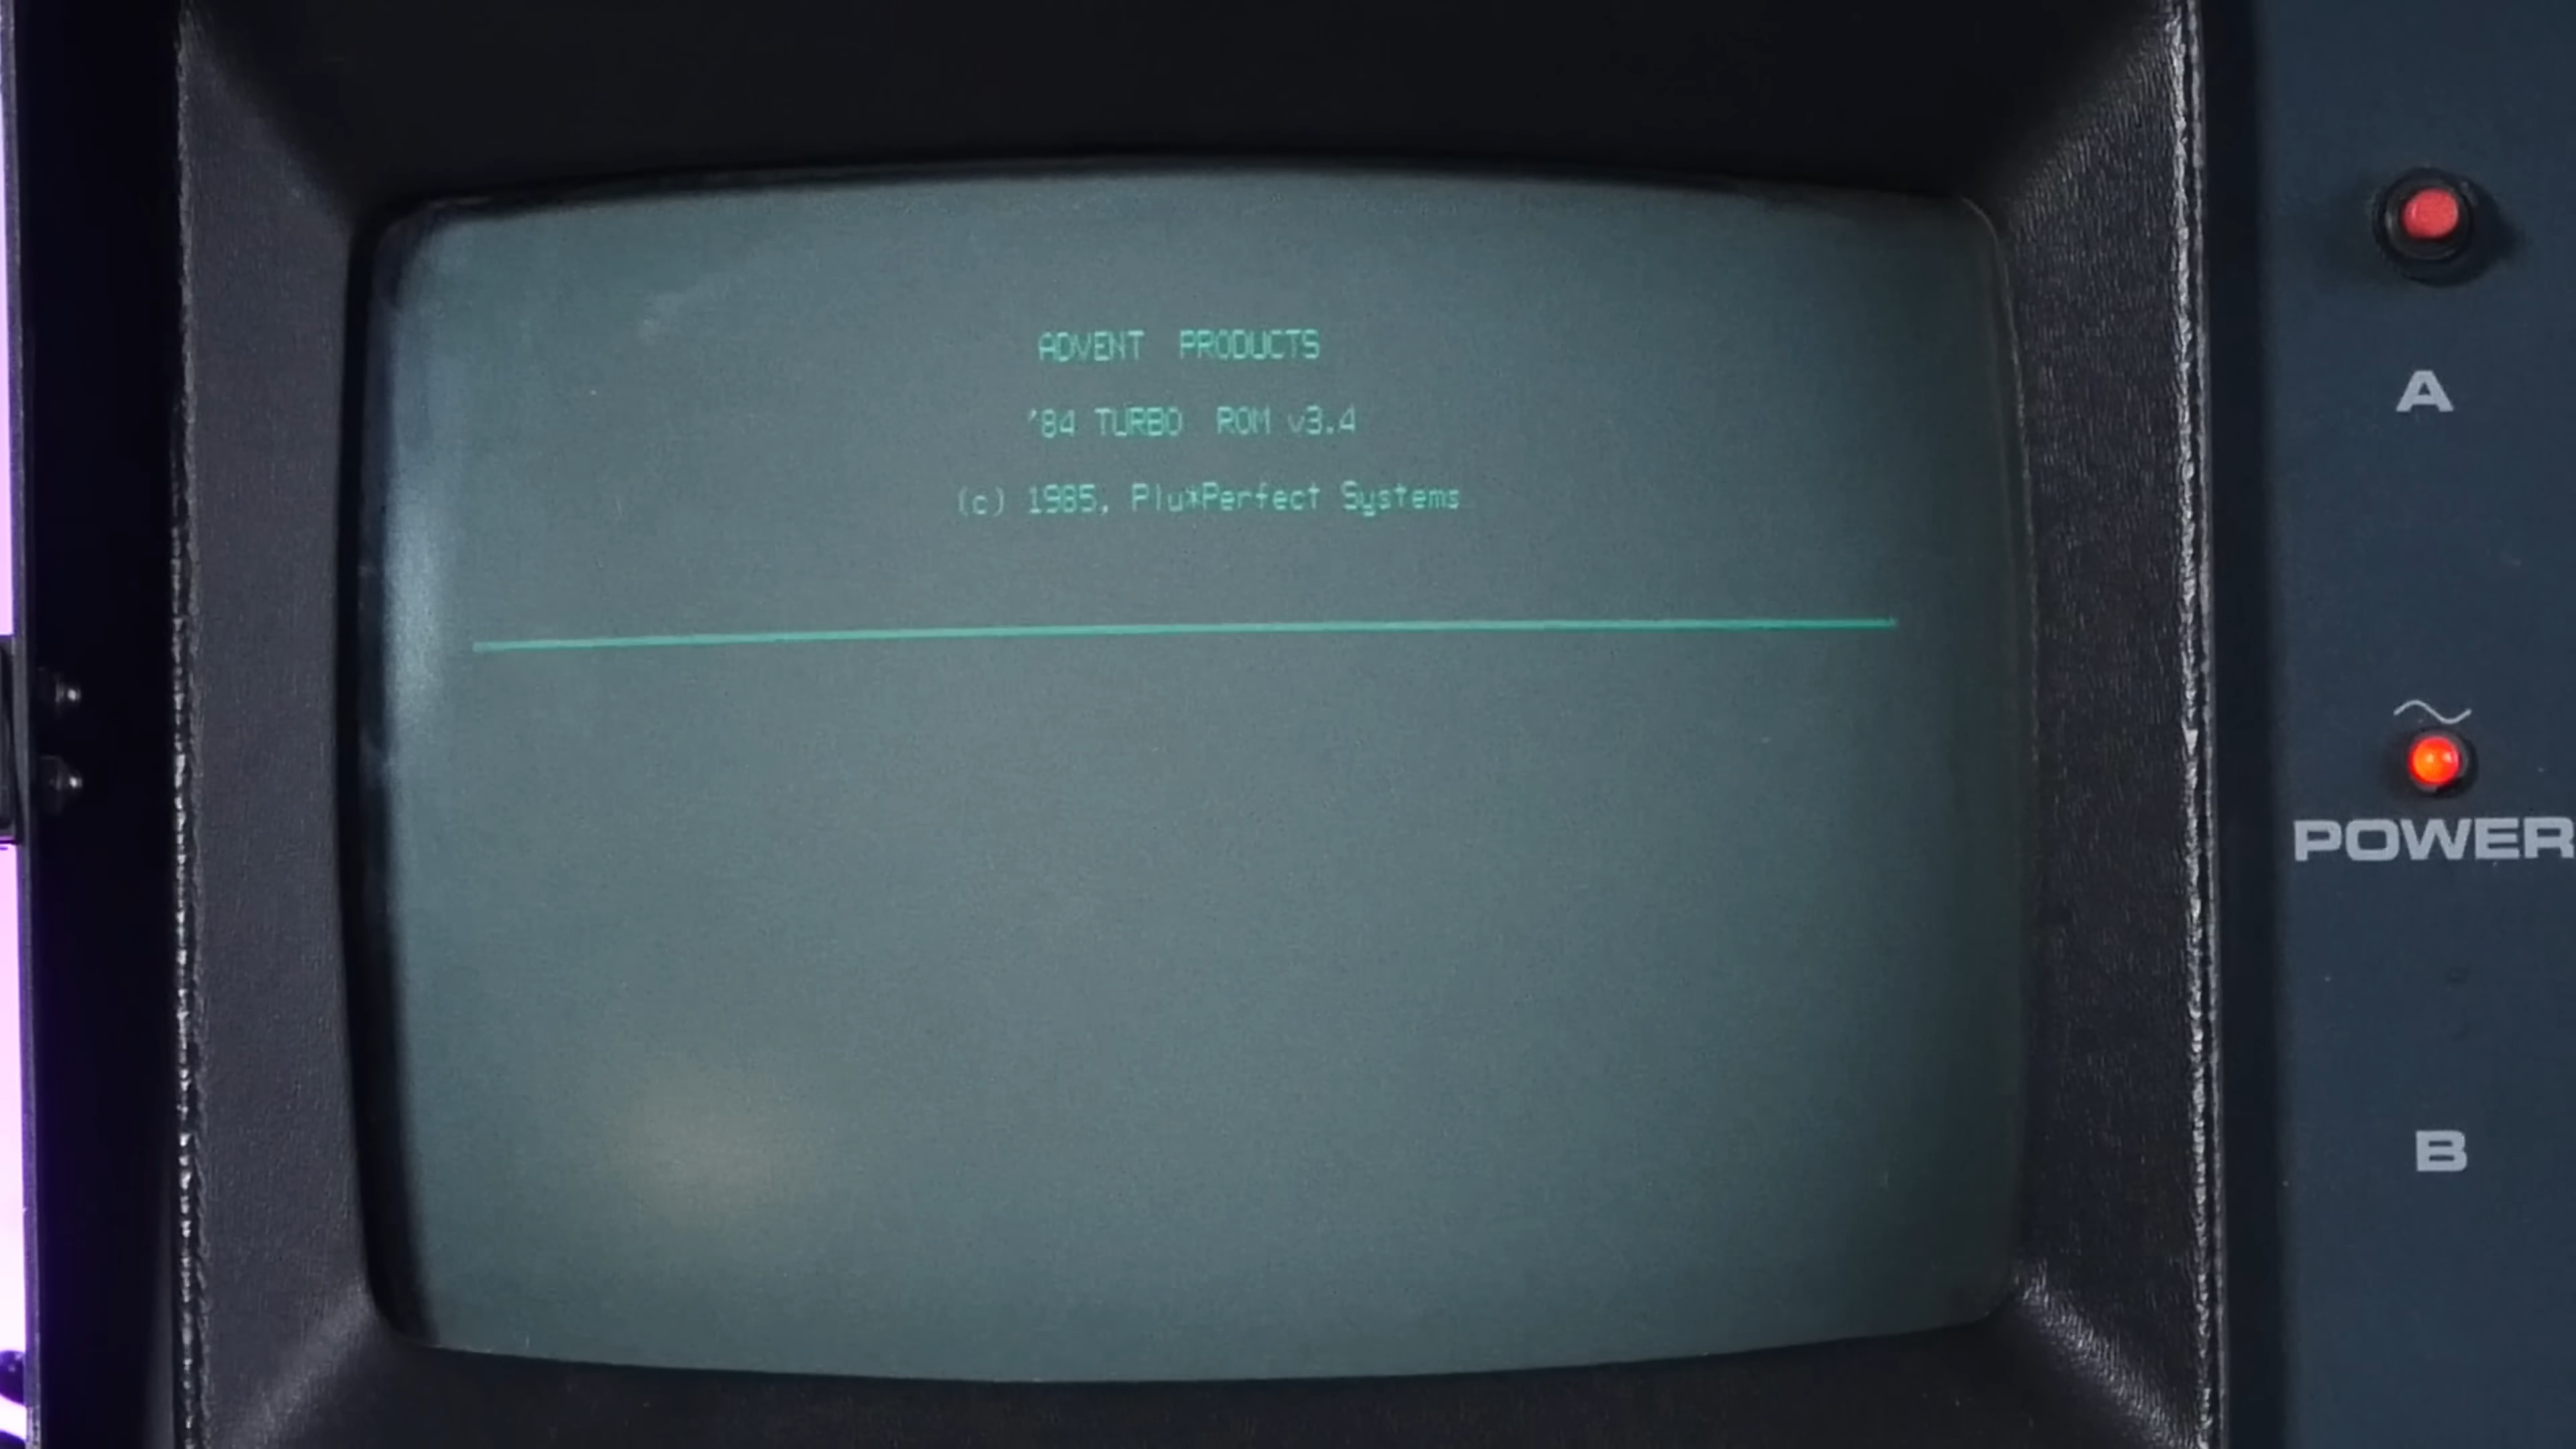 ADVENT PRODUCTS
'84 TURBO ROM v3.4
(c) 1985, Plu*Perfect Systems
A
POWER
B